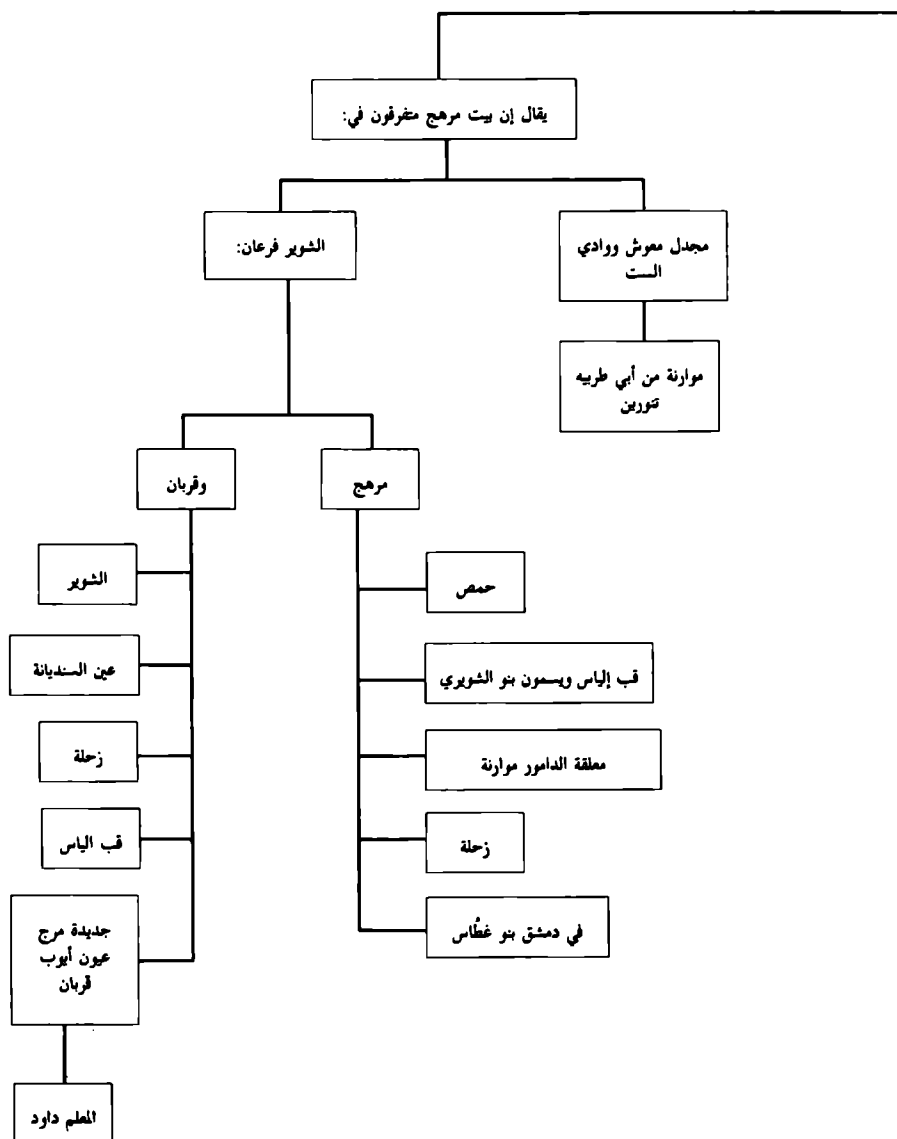 يقال إن بيت مرهج متفرقون في:
مجدل معوش ووادي
الست
موارنة من أبي طربيه
تنورين
الشوير فرعان:
مرهج
حمص
قب إلياس ويسمون بنو الشويري
معلقة الدامور موارنة
زحلة
في دمشق بنو غطّاس
وقربان
الشوير
عين السنديانة
زحلة
قب الياس
جديدة مرج
عيون أيوب
قربان
المعلم داود